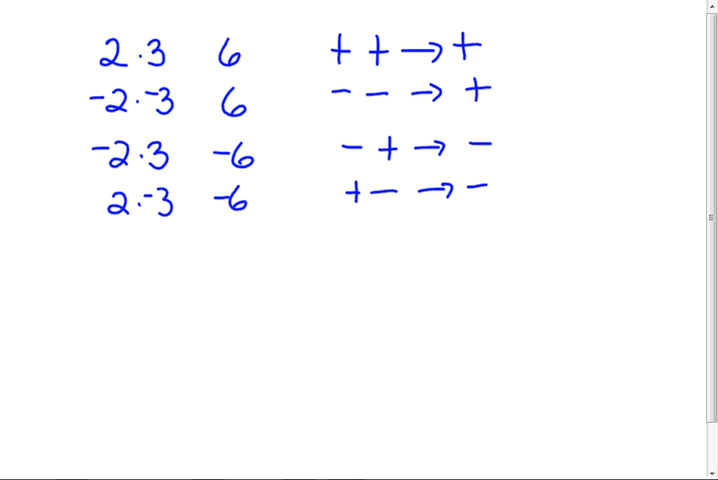 2 · 3 6 + + → +
-2 · -3 6 - - → +
-2 · 3 -6 - + → -
2 · -3 -6 + - → -